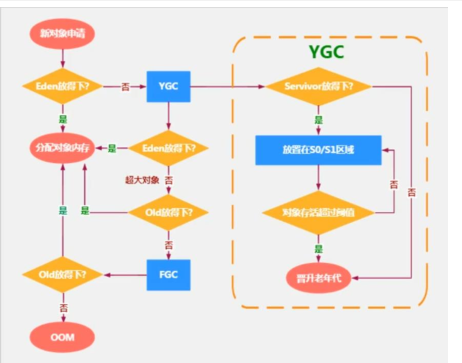 新对象申请
YGC
Eden放得下?
否
YGC
Servivor放得下?
是
是
分配对象内存
是
Eden放得下?
放置在S0/S1区域
超大对象
否
否
否
是
是
Old放得下?
对象存活超过阈值
否
是
Old放得下?
FGC
晋升老年代
否
OOM